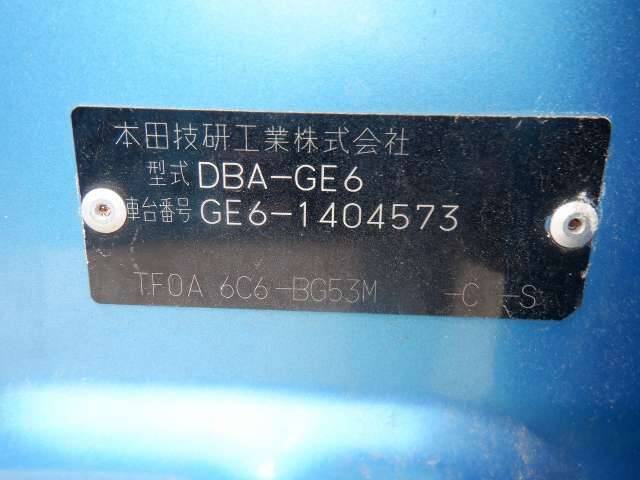 本田技研工業株式会社
型式 DBA-GE6
車台番号 GE6-1404573
TF0A 6C6-BG53M -C -S